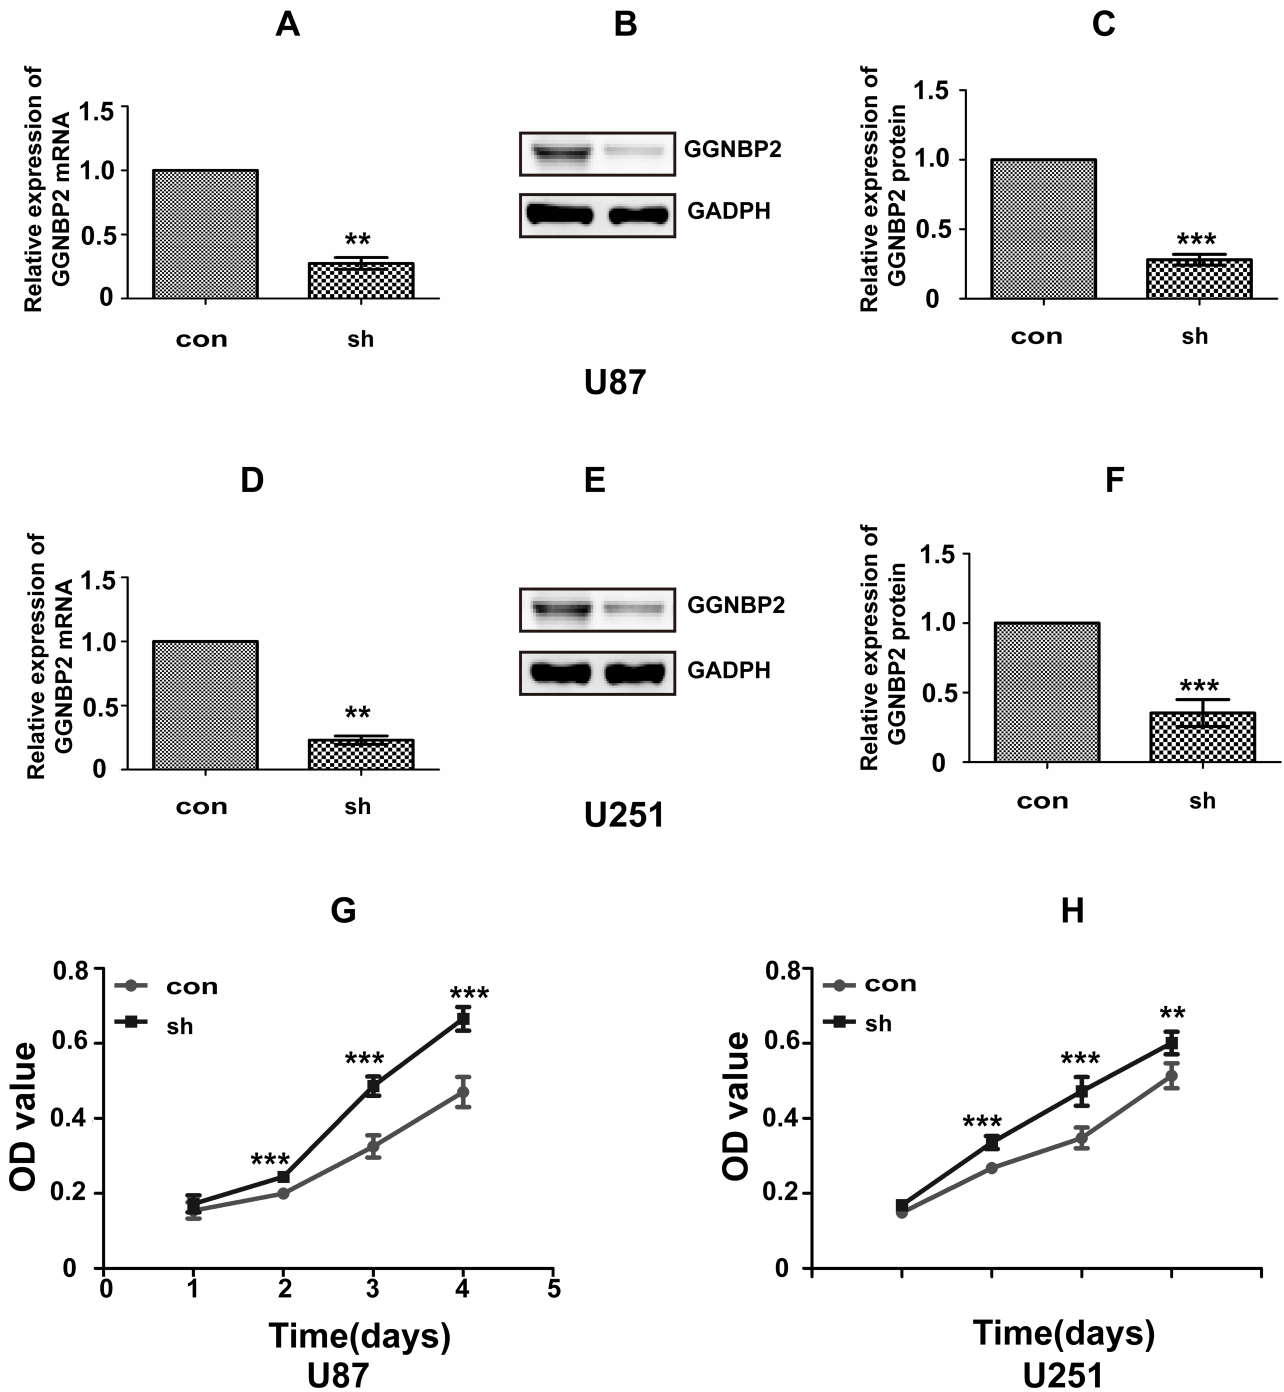 A
B
C
Relative expression of
GGNBP2 mRNA
1.5
1.0
0.5
0
**
con
sh
GGNBP2
GADPH
Relative expression of
GGNBP2 protein
1.5
1.0
0.5
0
***
con
sh
U87
D
E
F
Relative expression of
GGNBP2 mRNA
1.5
1.0
0.5
0
**
con
sh
GGNBP2
GADPH
Relative expression of
GGNBP2 protein
1.5
1.0
0.5
0
***
con
sh
U251
G
H
OD value
0.8
0.6
0.4
0.2
0
con
sh
***
***
***
0 1 2 3 4 5
Time(days)
U87
OD value
0.8
0.6
0.4
0.2
0
con
sh
***
***
**
Time(days)
U251